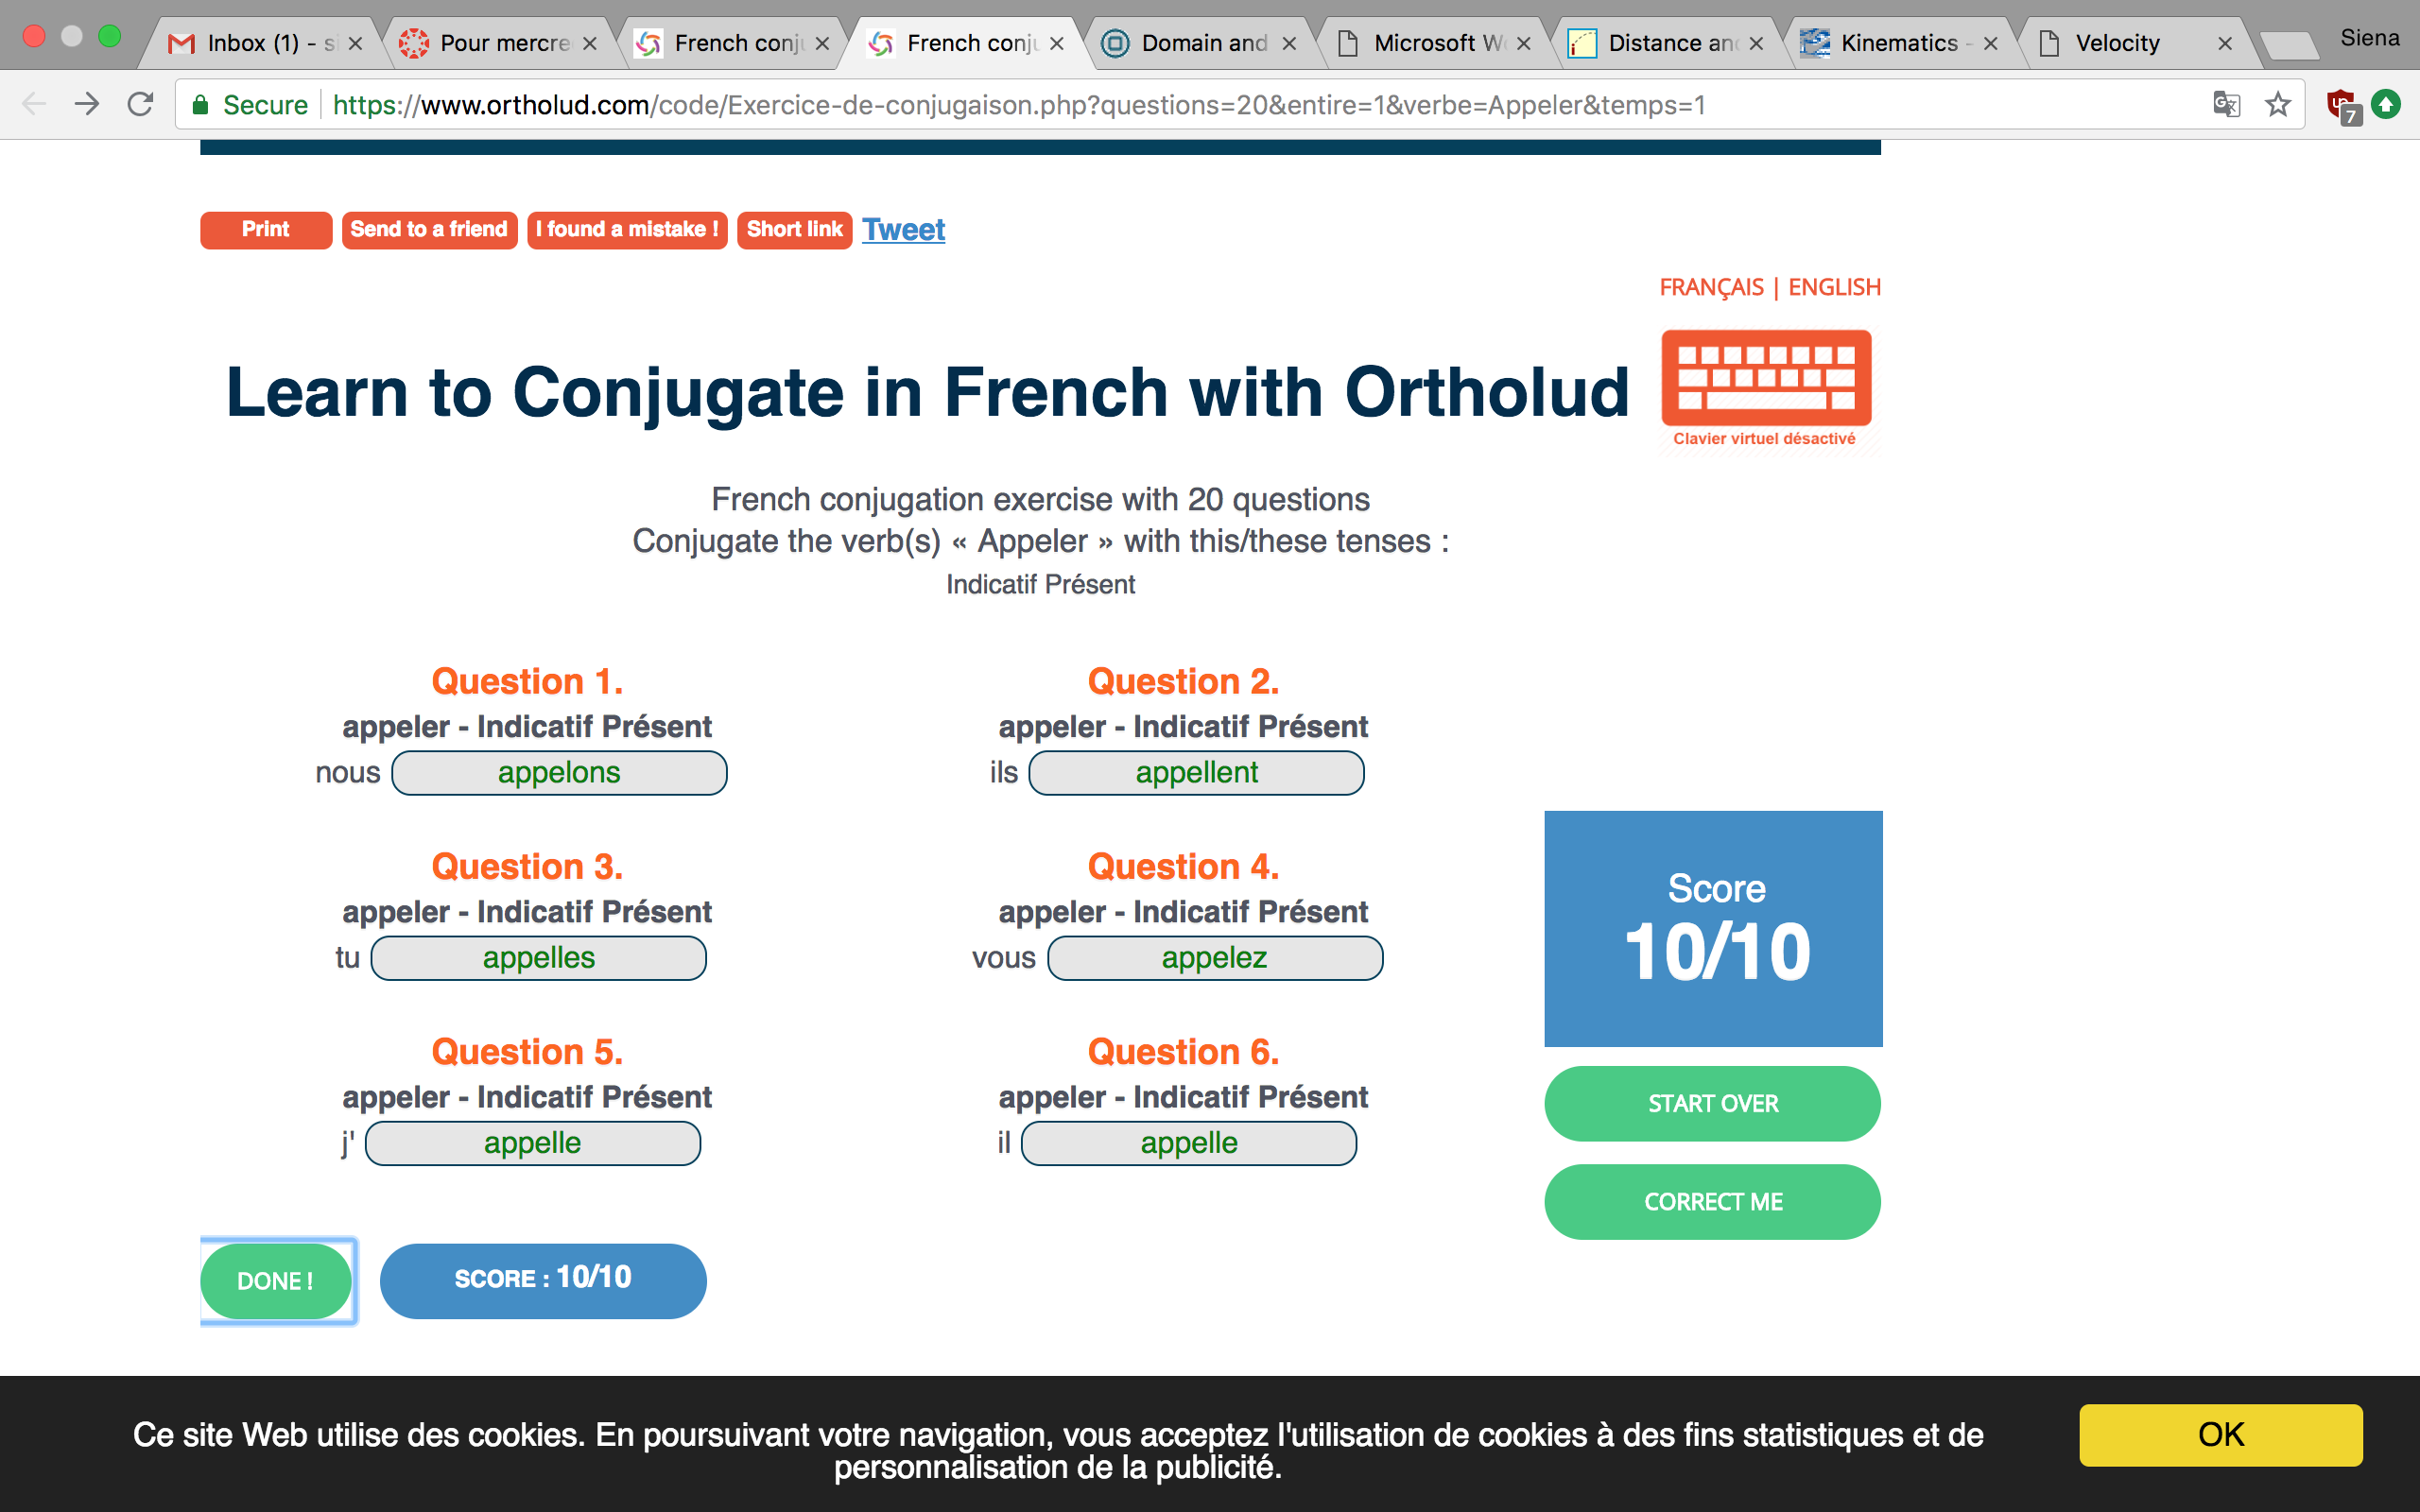 Inbox (1) - s
Pour mercre
French conj
French conju
Domain and
Microsoft W
Distance an
Kinematics -
Velocity
Siena
Secure https://www.ortholud.com/code/Exercice-de-conjugaison.php?questions=20&entire=1&verbe=Appeler&temps=1
7
Print Send to a friend I found a mistake ! Short link Tweet
FRANÇAIS | ENGLISH
Learn to Conjugate in French with Ortholud
Clavier virtuel désactivé
French conjugation exercise with 20 questions
Conjugate the verb(s) « Appeler » with this/these tenses :
Indicatif Présent
Question 1.
appeler - Indicatif Présent
nous appelons
Question 2.
appeler - Indicatif Présent
ils appellent
Question 3.
appeler - Indicatif Présent
tu appelles
Question 4.
appeler - Indicatif Présent
vous appelez
Question 5.
appeler - Indicatif Présent
j' appelle
Question 6.
appeler - Indicatif Présent
il appelle
Score
10/10
START OVER
CORRECT ME
DONE !
SCORE : 10/10
Ce site Web utilise des cookies. En poursuivant votre navigation, vous acceptez l'utilisation de cookies à des fins statistiques et de
personnalisation de la publicité.
OK